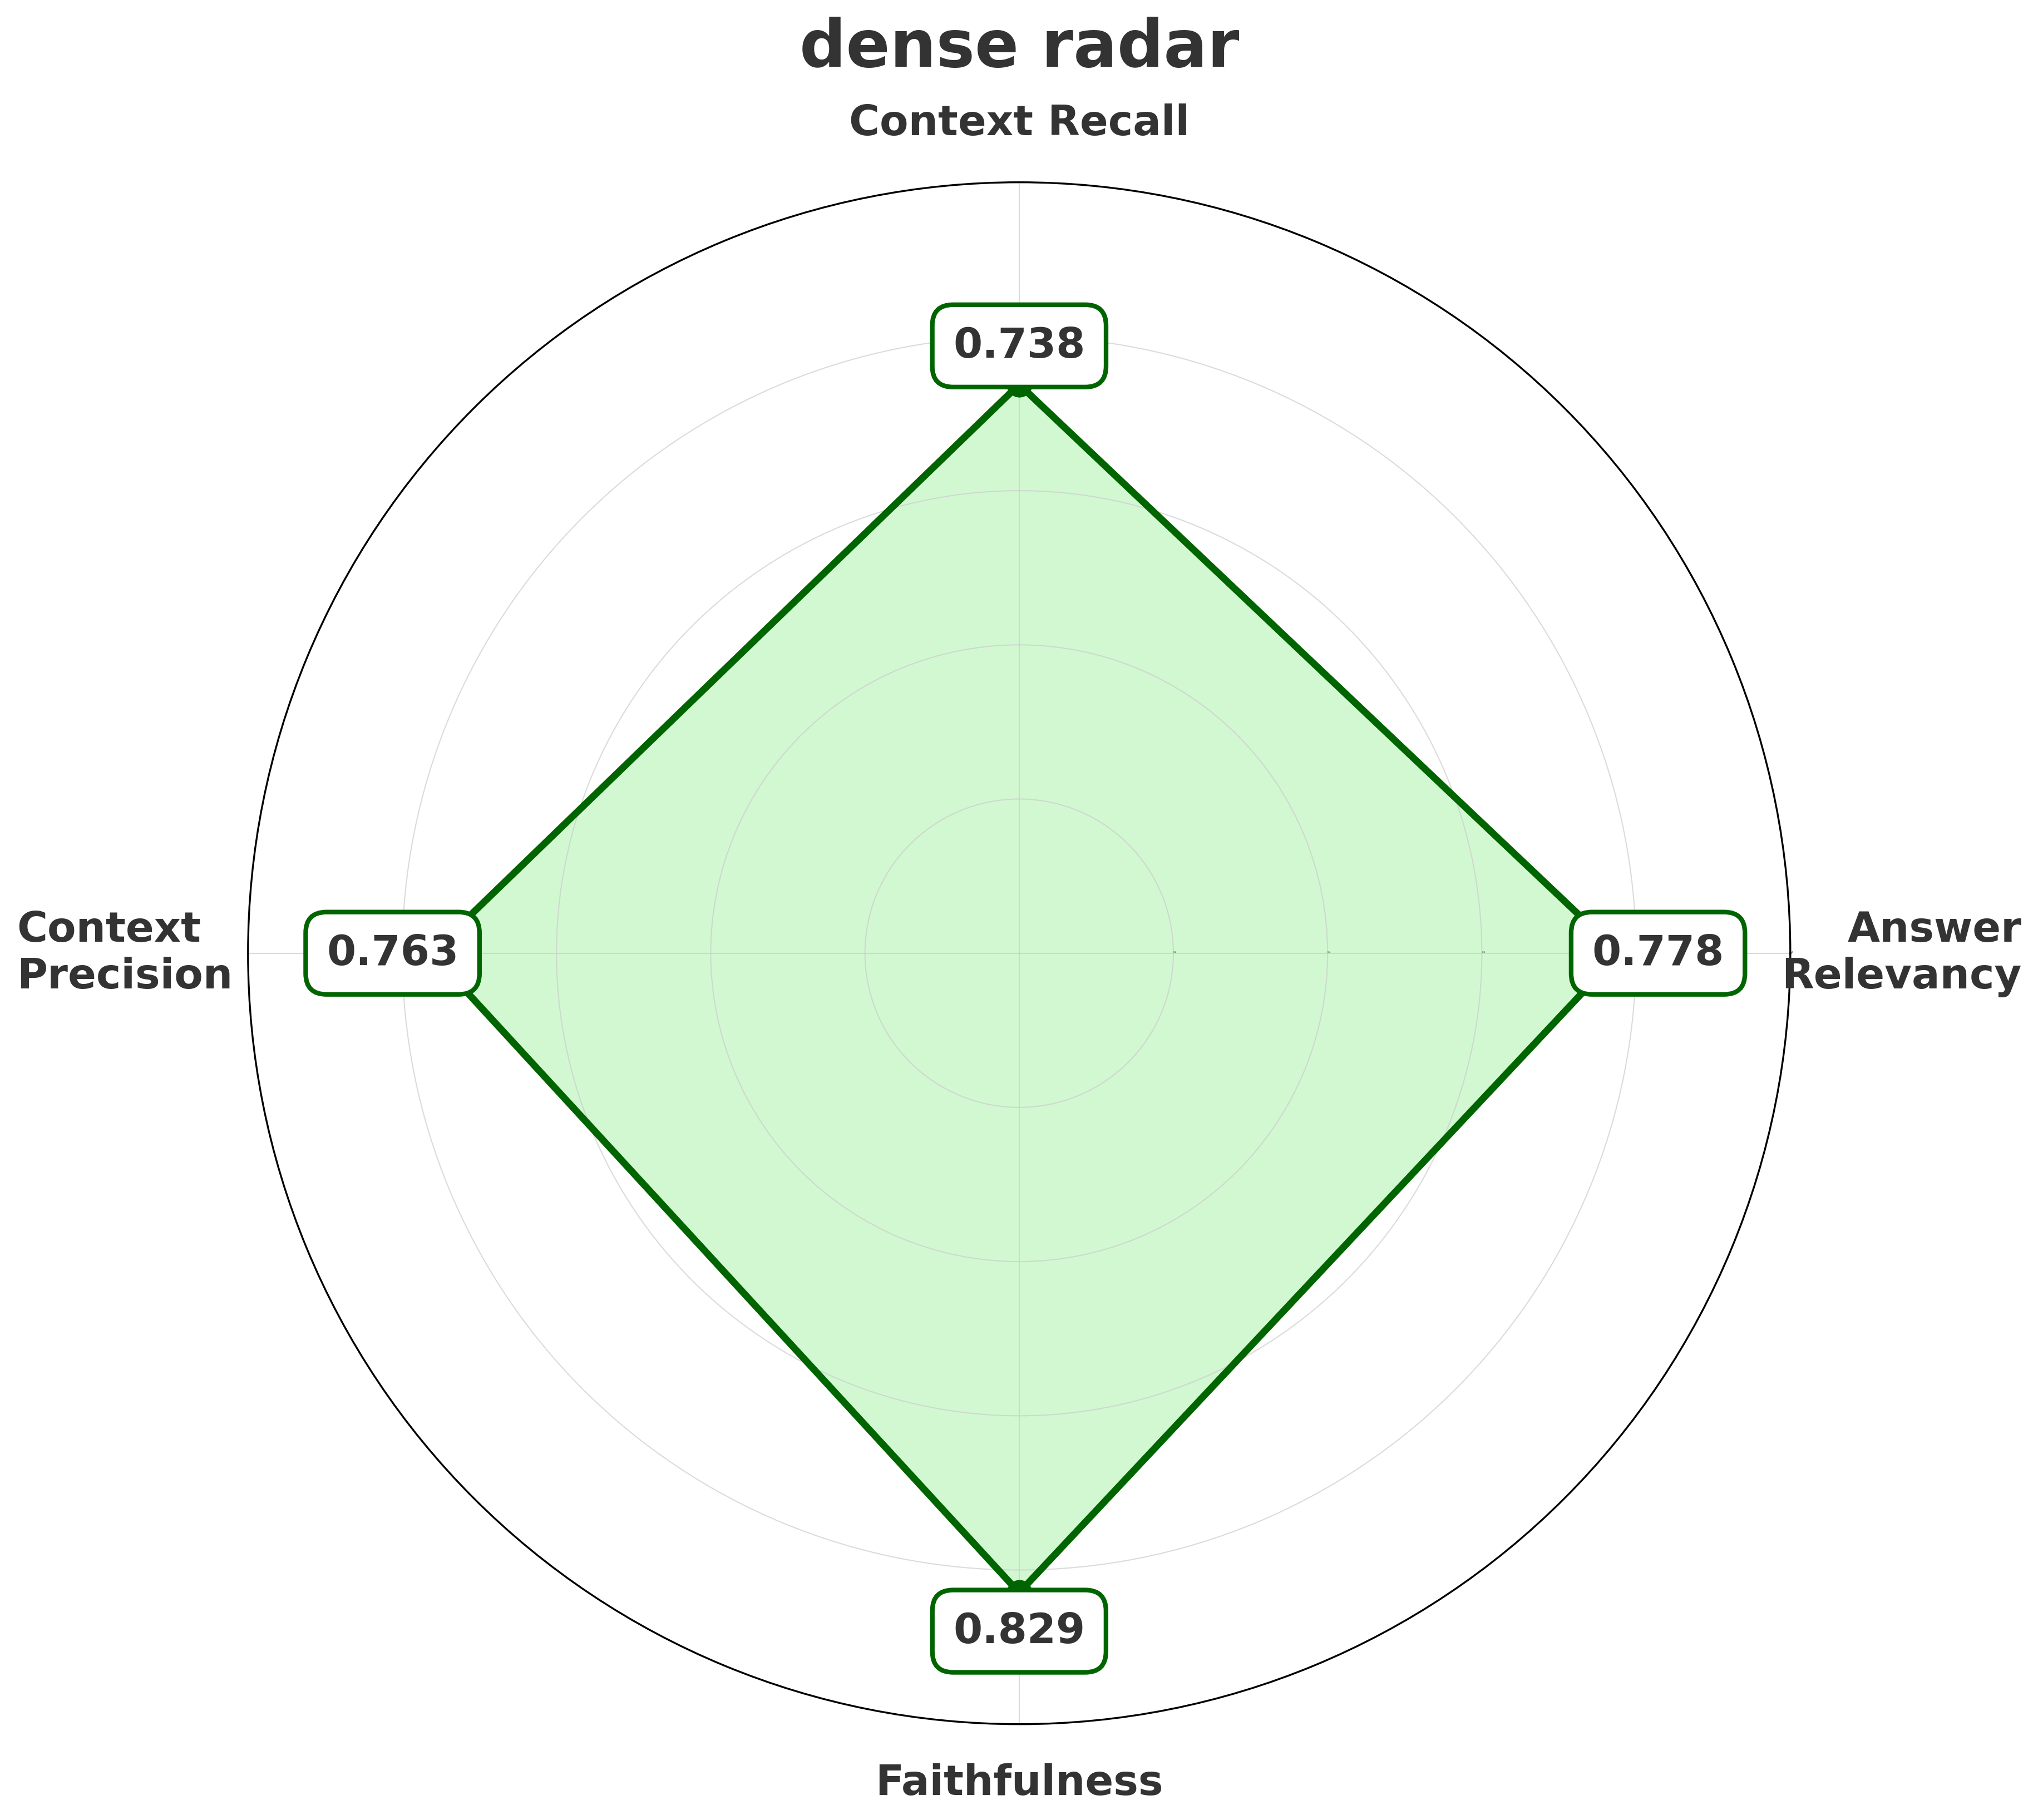 dense radar
Context Recall
0.738
Context
Precision
0.763
0.778
Answer
Relevancy
0.829
Faithfulness